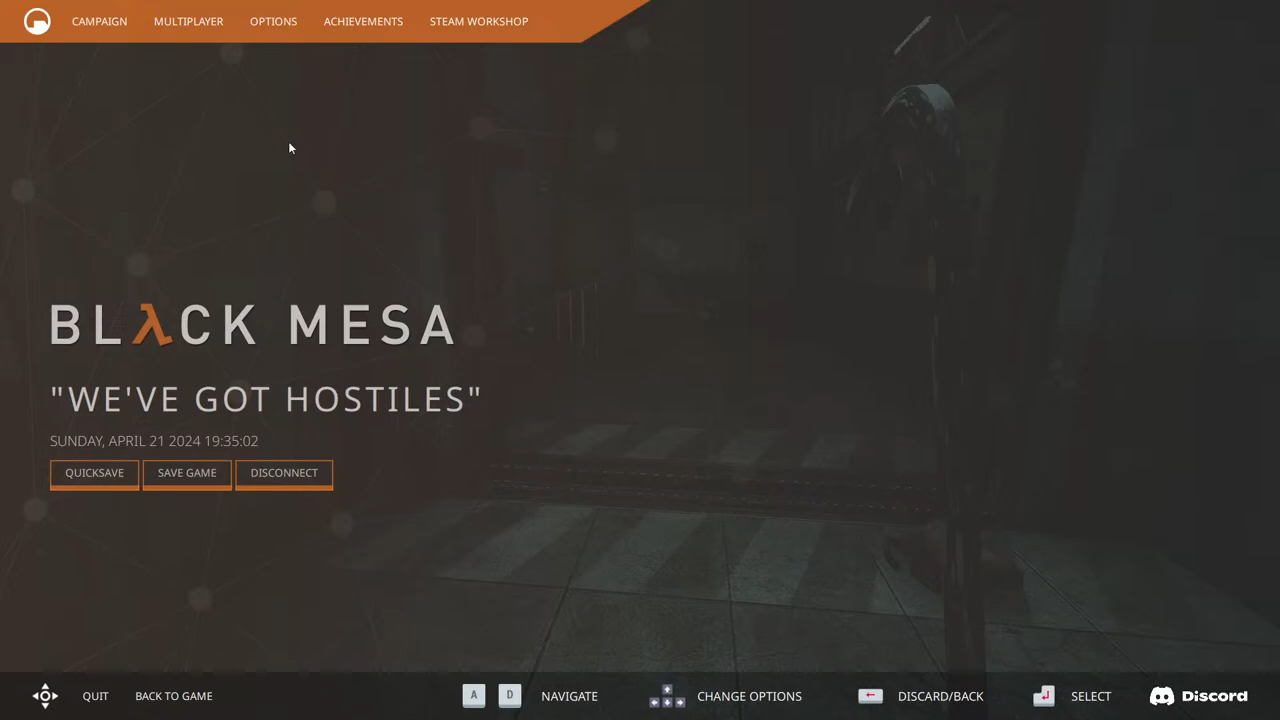 CAMPAIGN MULTIPLAYER OPTIONS ACHIEVEMENTS STEAM WORKSHOP
BLλCK MESA
"WE'VE GOT HOSTILES"
SUNDAY, APRIL 21 2024 19:35:02
QUICKSAVE SAVE GAME DISCONNECT
QUIT BACK TO GAME A D NAVIGATE CHANGE OPTIONS DISCARD/BACK SELECT Discord